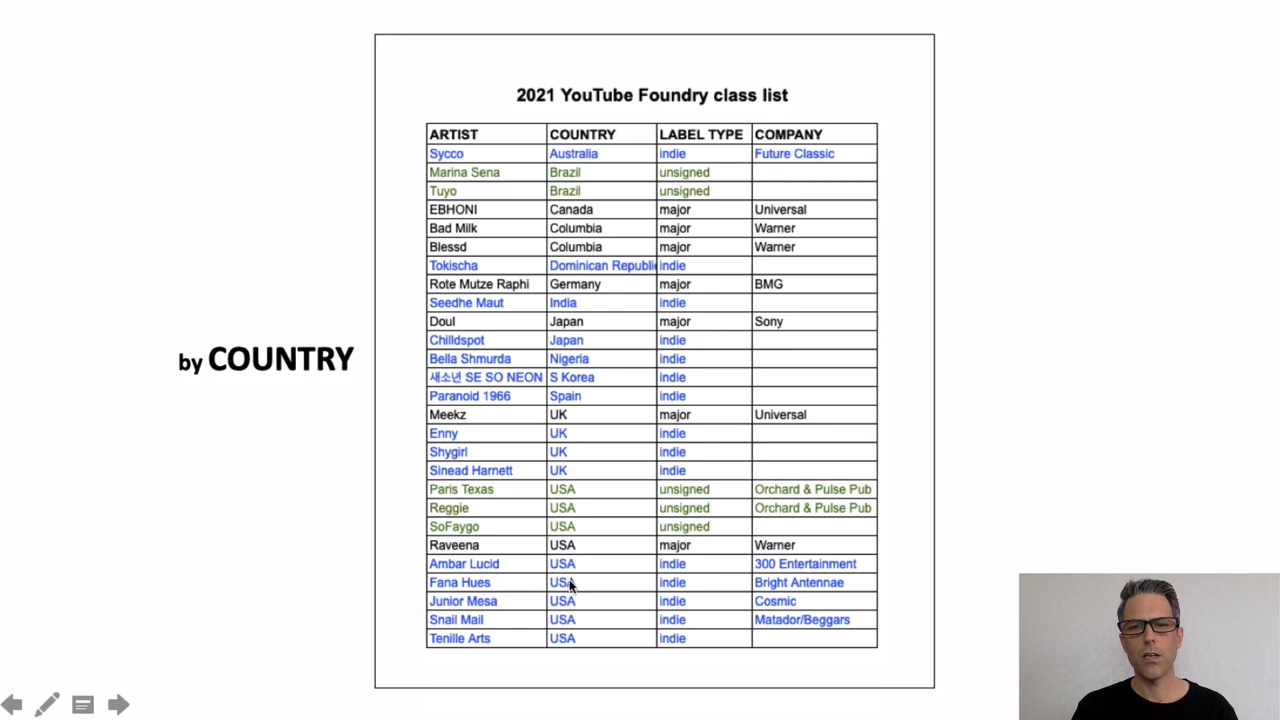 2021 YouTube Foundry class list
ARTIST COUNTRY LABEL TYPE COMPANY
Sycco Australia indie Future Classic
Marina Sena Brazil unsigned
Tuyo Brazil unsigned
EBHONI Canada major Universal
Bad Milk Columbia major Warner
Blessd Columbia major Warner
Tokischa Dominican Republi indie
Rote Mutze Raphi Germany major BMG
Seedhe Maut India indie
Doul Japan major Sony
Chilldspot Japan indie
Bella Shmurda Nigeria indie
새소년 SE SO NEON S Korea indie
Paranoid 1966 Spain indie
by COUNTRY
Meekz UK major Universal
Enny UK indie
Shygirl UK indie
Sinead Harnett UK indie
Paris Texas USA unsigned Orchard & Pulse Pub
Reggie USA unsigned Orchard & Pulse Pub
SoFaygo USA unsigned
Raveena USA major Warner
Ambar Lucid USA indie 300 Entertainment
Fana Hues USA indie Bright Antennae
Junior Mesa USA indie Cosmic
Snail Mail USA indie Matador/Beggars
Tenille Arts USA indie